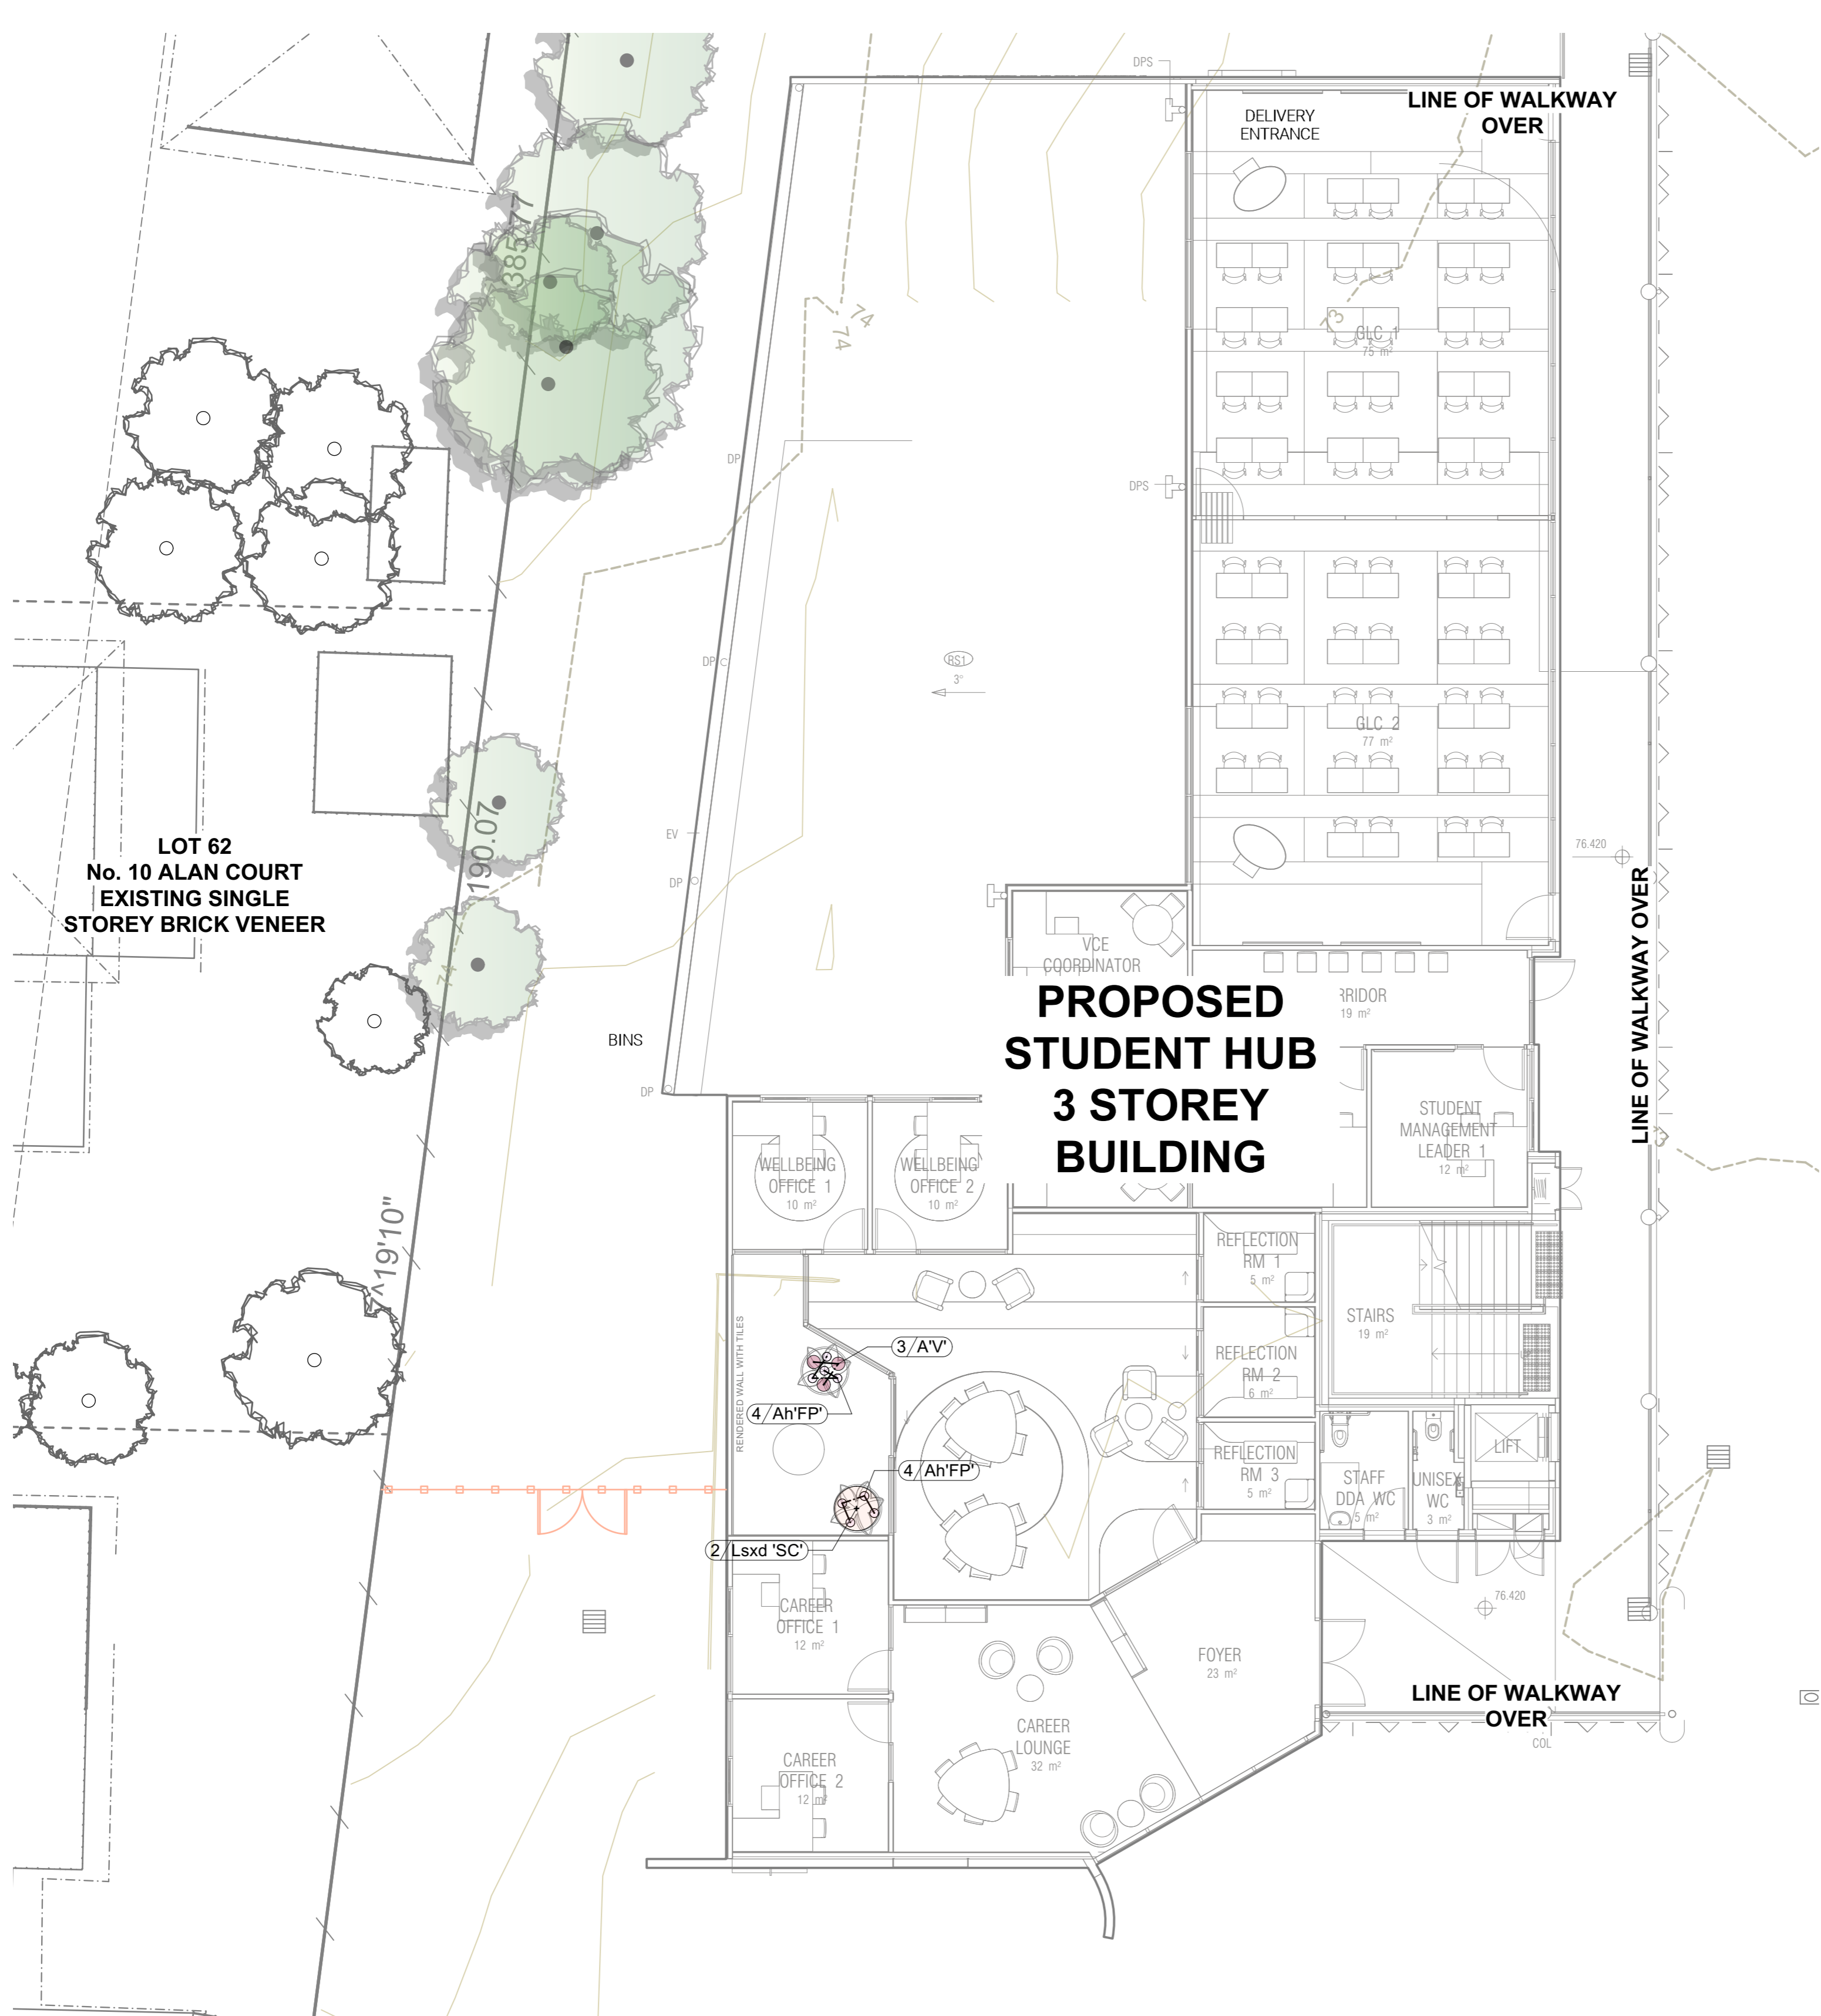 DPS
LINE OF WALKWAY
OVER
DELIVERY
ENTRANCE
385.77
74
74
73
GLC 1
75 m²
DP
DPS
DP
RS1
3°
GLC 2
77 m²
EV
DP
190.07
76.420
LOT 62
No. 10 ALAN COURT
EXISTING SINGLE
STOREY BRICK VENEER
LINE OF WALKWAY OVER
VCE
COORDINATOR
74
PROPOSED
STUDENT HUB
3 STOREY
BUILDING
RRIDOR
19 m²
BINS
DP
STUDENT
MANAGEMENT
LEADER 1
12 m²
73
WELLBEING
OFFICE 1
10 m²
WELLBEING
OFFICE 2
10 m²
7^19'10"
REFLECTION
RM 1
5 m²
STAIRS
19 m²
RENDERED WALL WITH TILES
3/A'V'
REFLECTION
RM 2
6 m²
4/Ah'FP'
4/Ah'FP'
REFLECTION
RM 3
5 m²
LIFT
STAFF
DDA WC
5 m²
UNISEX
WC
3 m²
2/Lsxd 'SC'
CAREER
OFFICE 1
12 m²
76.420
FOYER
23 m²
LINE OF WALKWAY
OVER
COL
CAREER
LOUNGE
32 m²
CAREER
OFFICE 2
12 m²